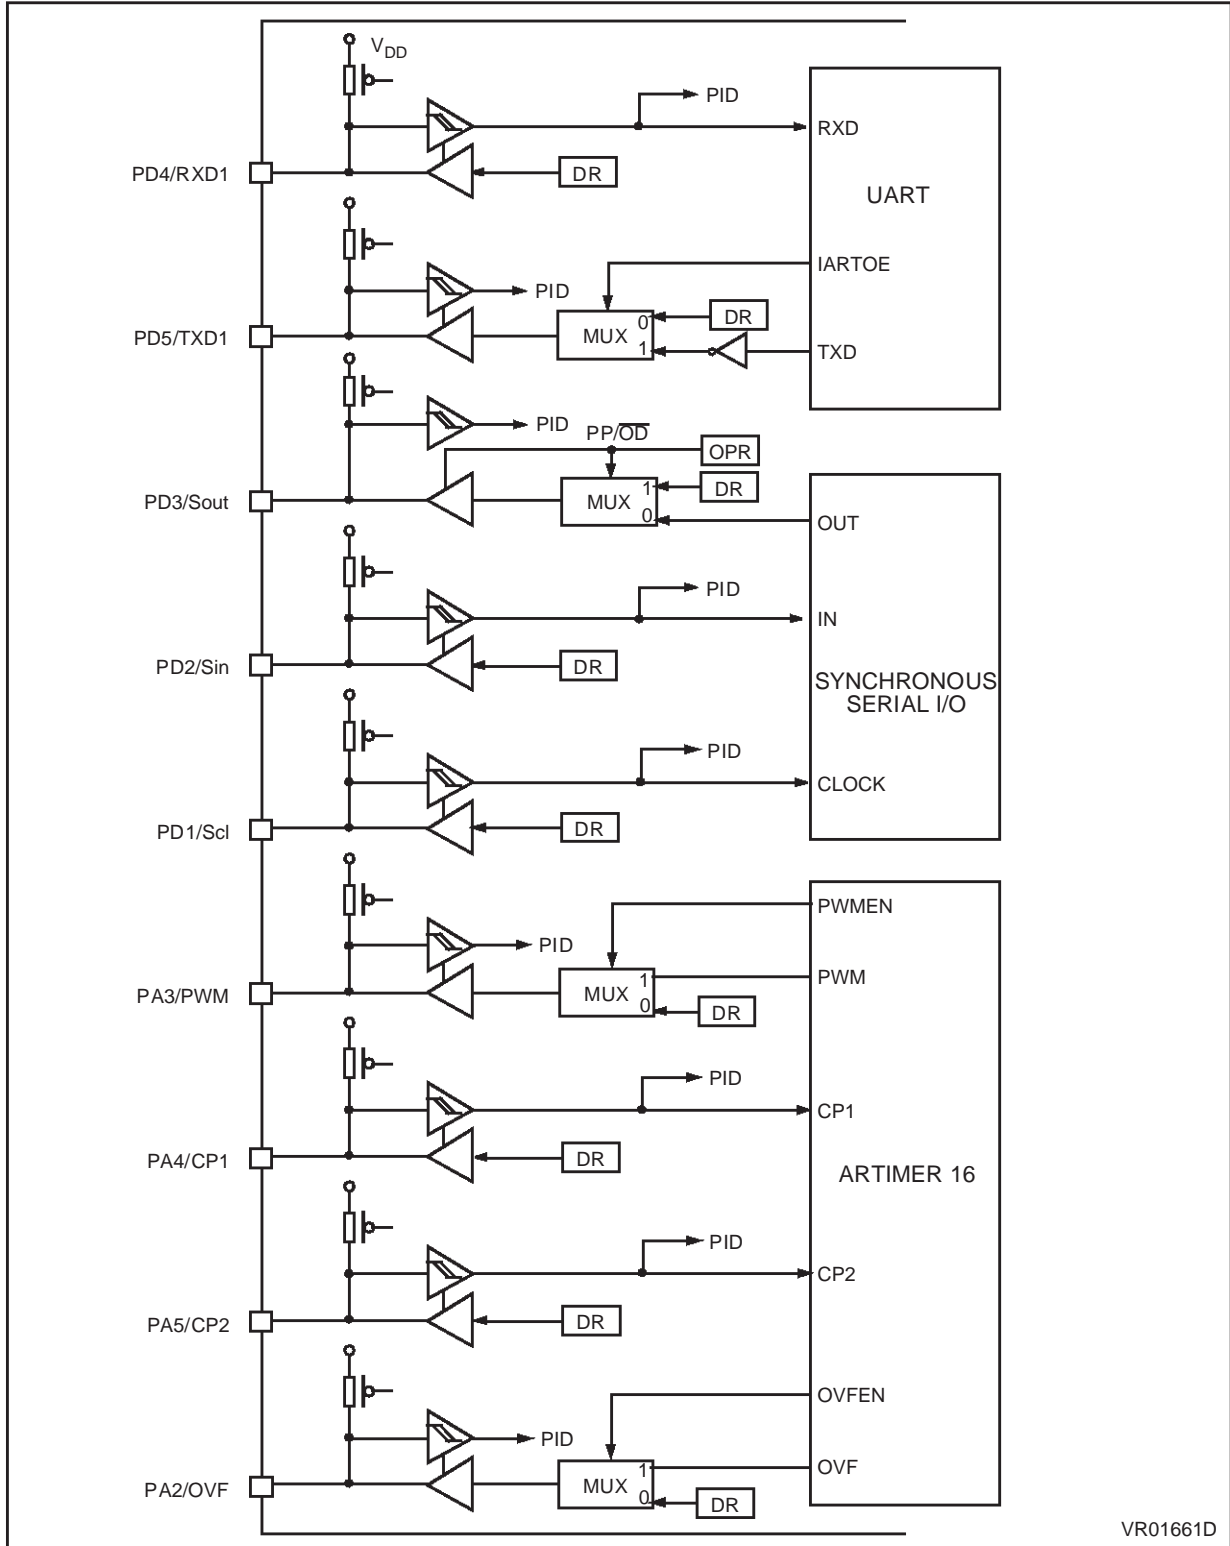 VDD
PID
RXD
PD4/RXD1
DR
UART
IARTOE
PID
DR
PD5/TXD1
MUX
0
1
TXD
PID
PP/OD
OPR
PD3/Sout
MUX
1
0
DR
OUT
PID
IN
PD2/Sin
DR
SYNCHRONOUS
SERIAL I/O
PID
CLOCK
PD1/Scl
DR
PWMEN
PID
PWM
PA3/PWM
MUX
1
0
DR
PID
CP1
PA4/CP1
DR
ARTIMER 16
PID
CP2
PA5/CP2
DR
OVFEN
PID
OVF
PA2/OVF
MUX
1
0
DR
VR01661D